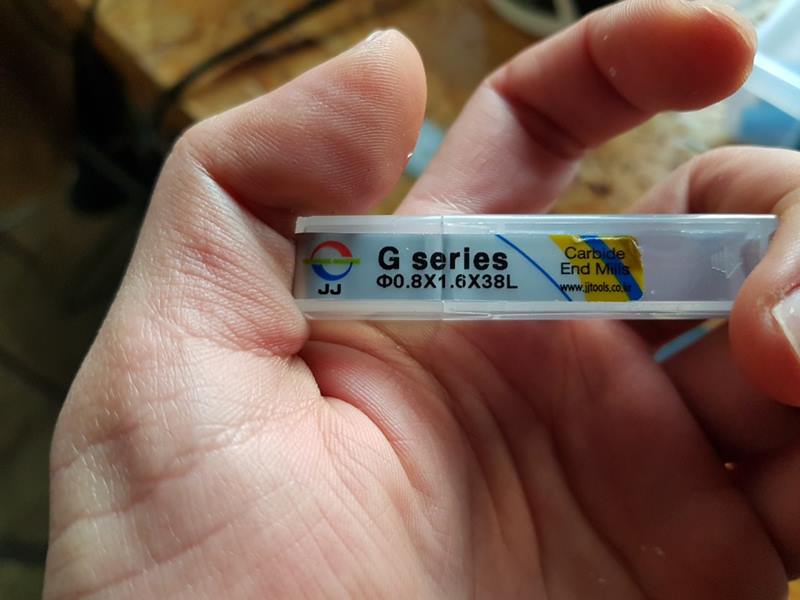 JJ
G series
Φ0.8X1.6X38L
Carbide
End Mills
www.jjtools.co.kr